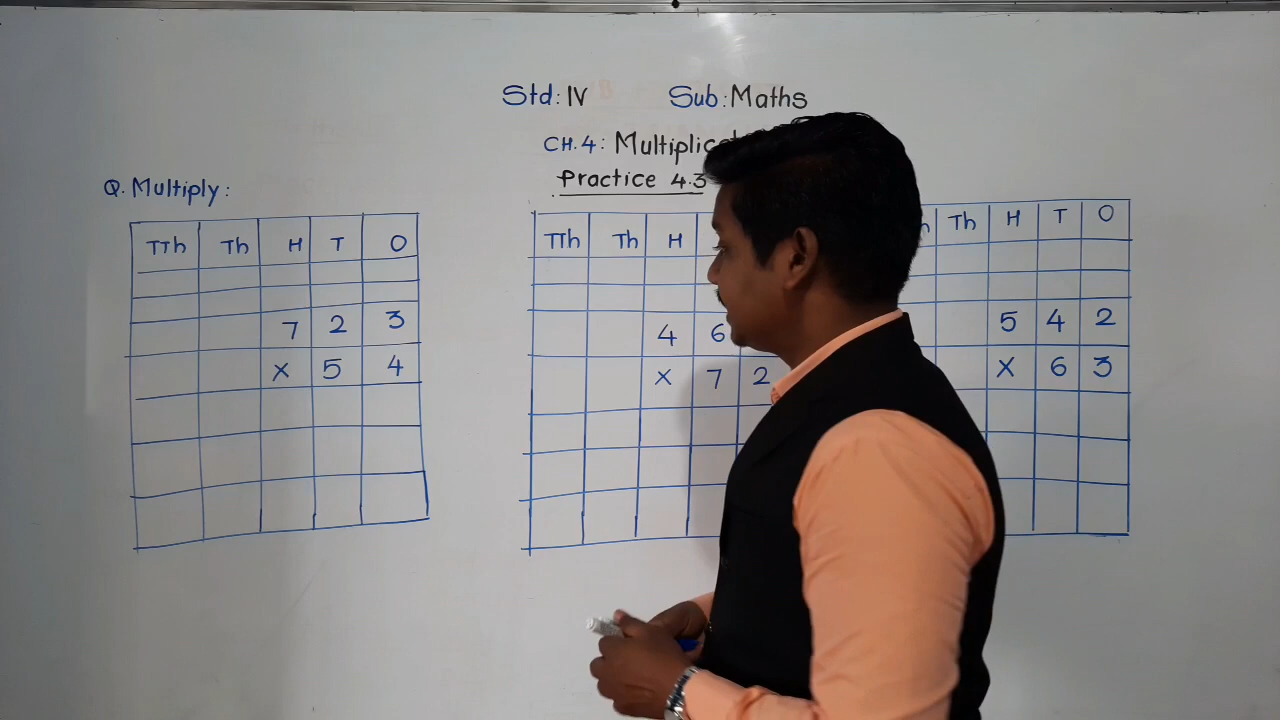 Std: IV Sub: Maths
CH.4:
Practice 4.3
Q. Multiply:
TTh Th H T O
7 2 3
X 5 4
TTh Th H
4 6
X 7 2
Th H T O
5 4 2
X 6 3